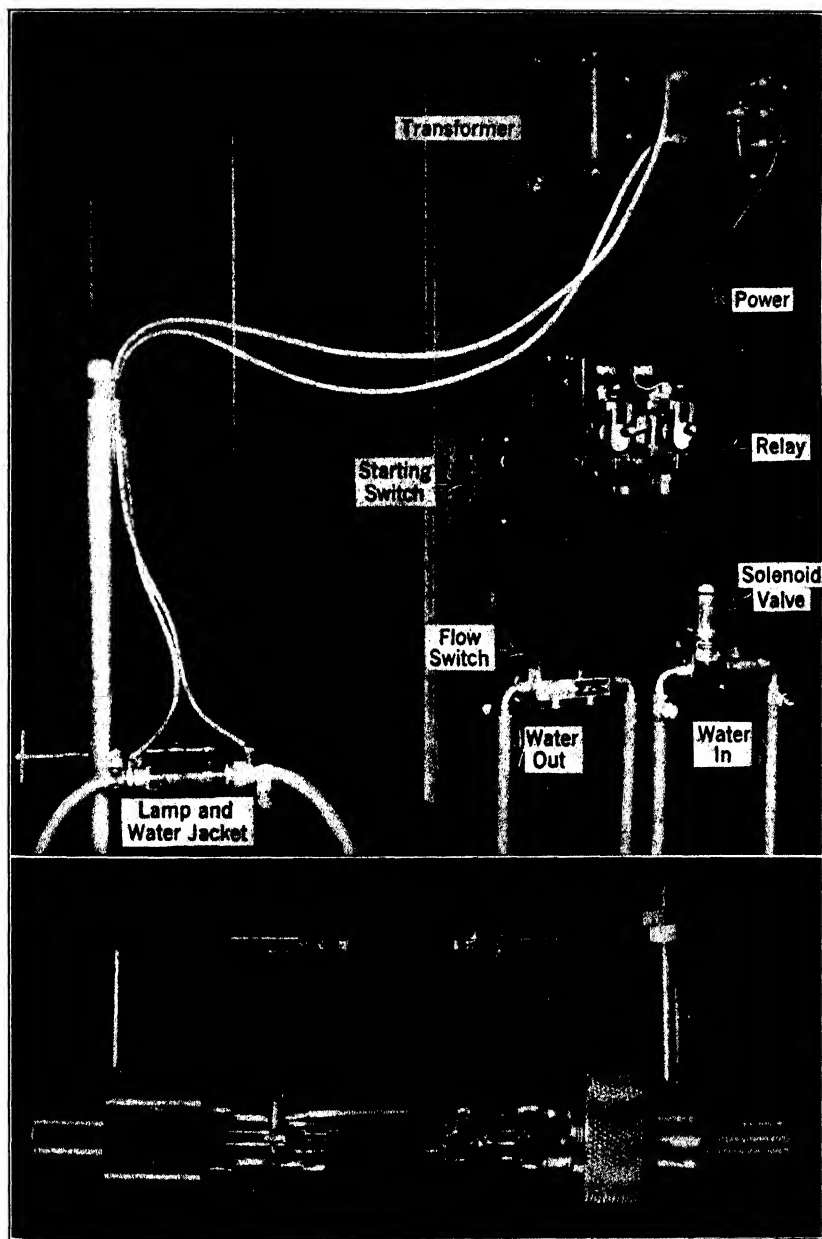 Transformer
Power
Relay
Starting
Switch
Solenoid
Valve
Flow
Switch
Water
Out
Water
In
Lamp and
Water Jacket